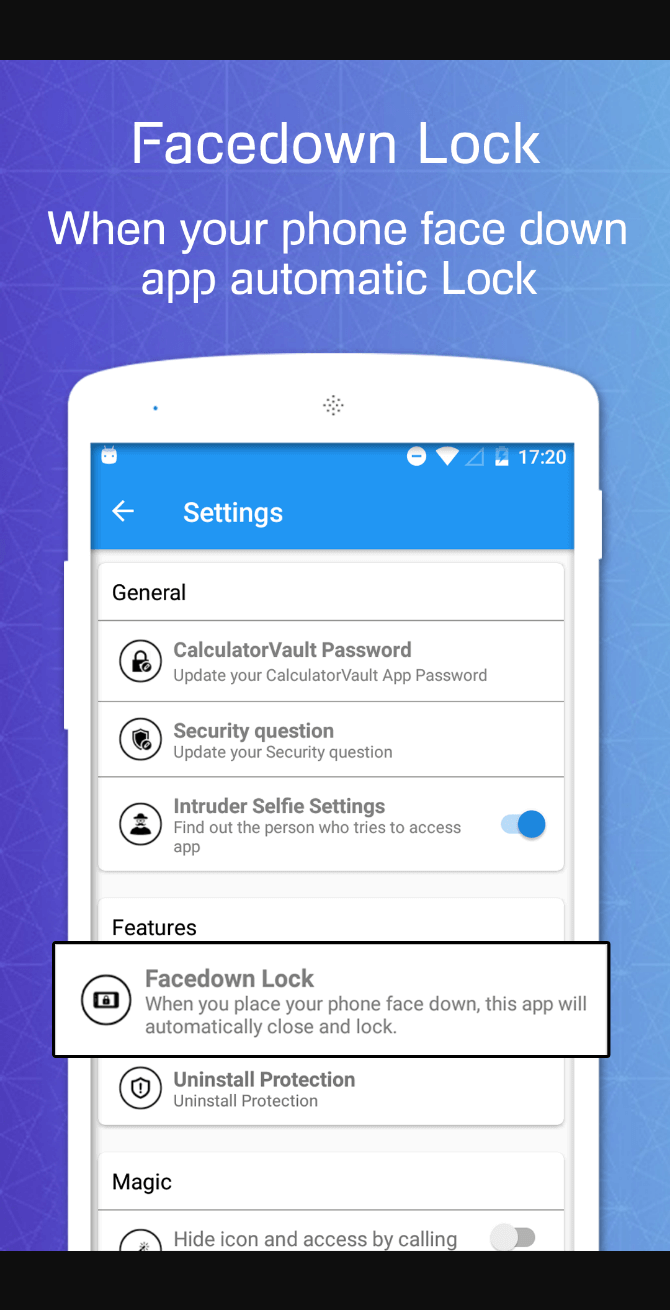 Facedown Lock
When your phone face down
app automatic Lock
17:20
Settings
General
CalculatorVault Password
Update your CalculatorVault App Password
Security question
Update your Security question
Intruder Selfie Settings
Find out the person who tries to access
app
Features
Facedown Lock
When you place your phone face down, this app will
automatically close and lock.
Uninstall Protection
Uninstall Protection
Magic
Hide icon and access by calling